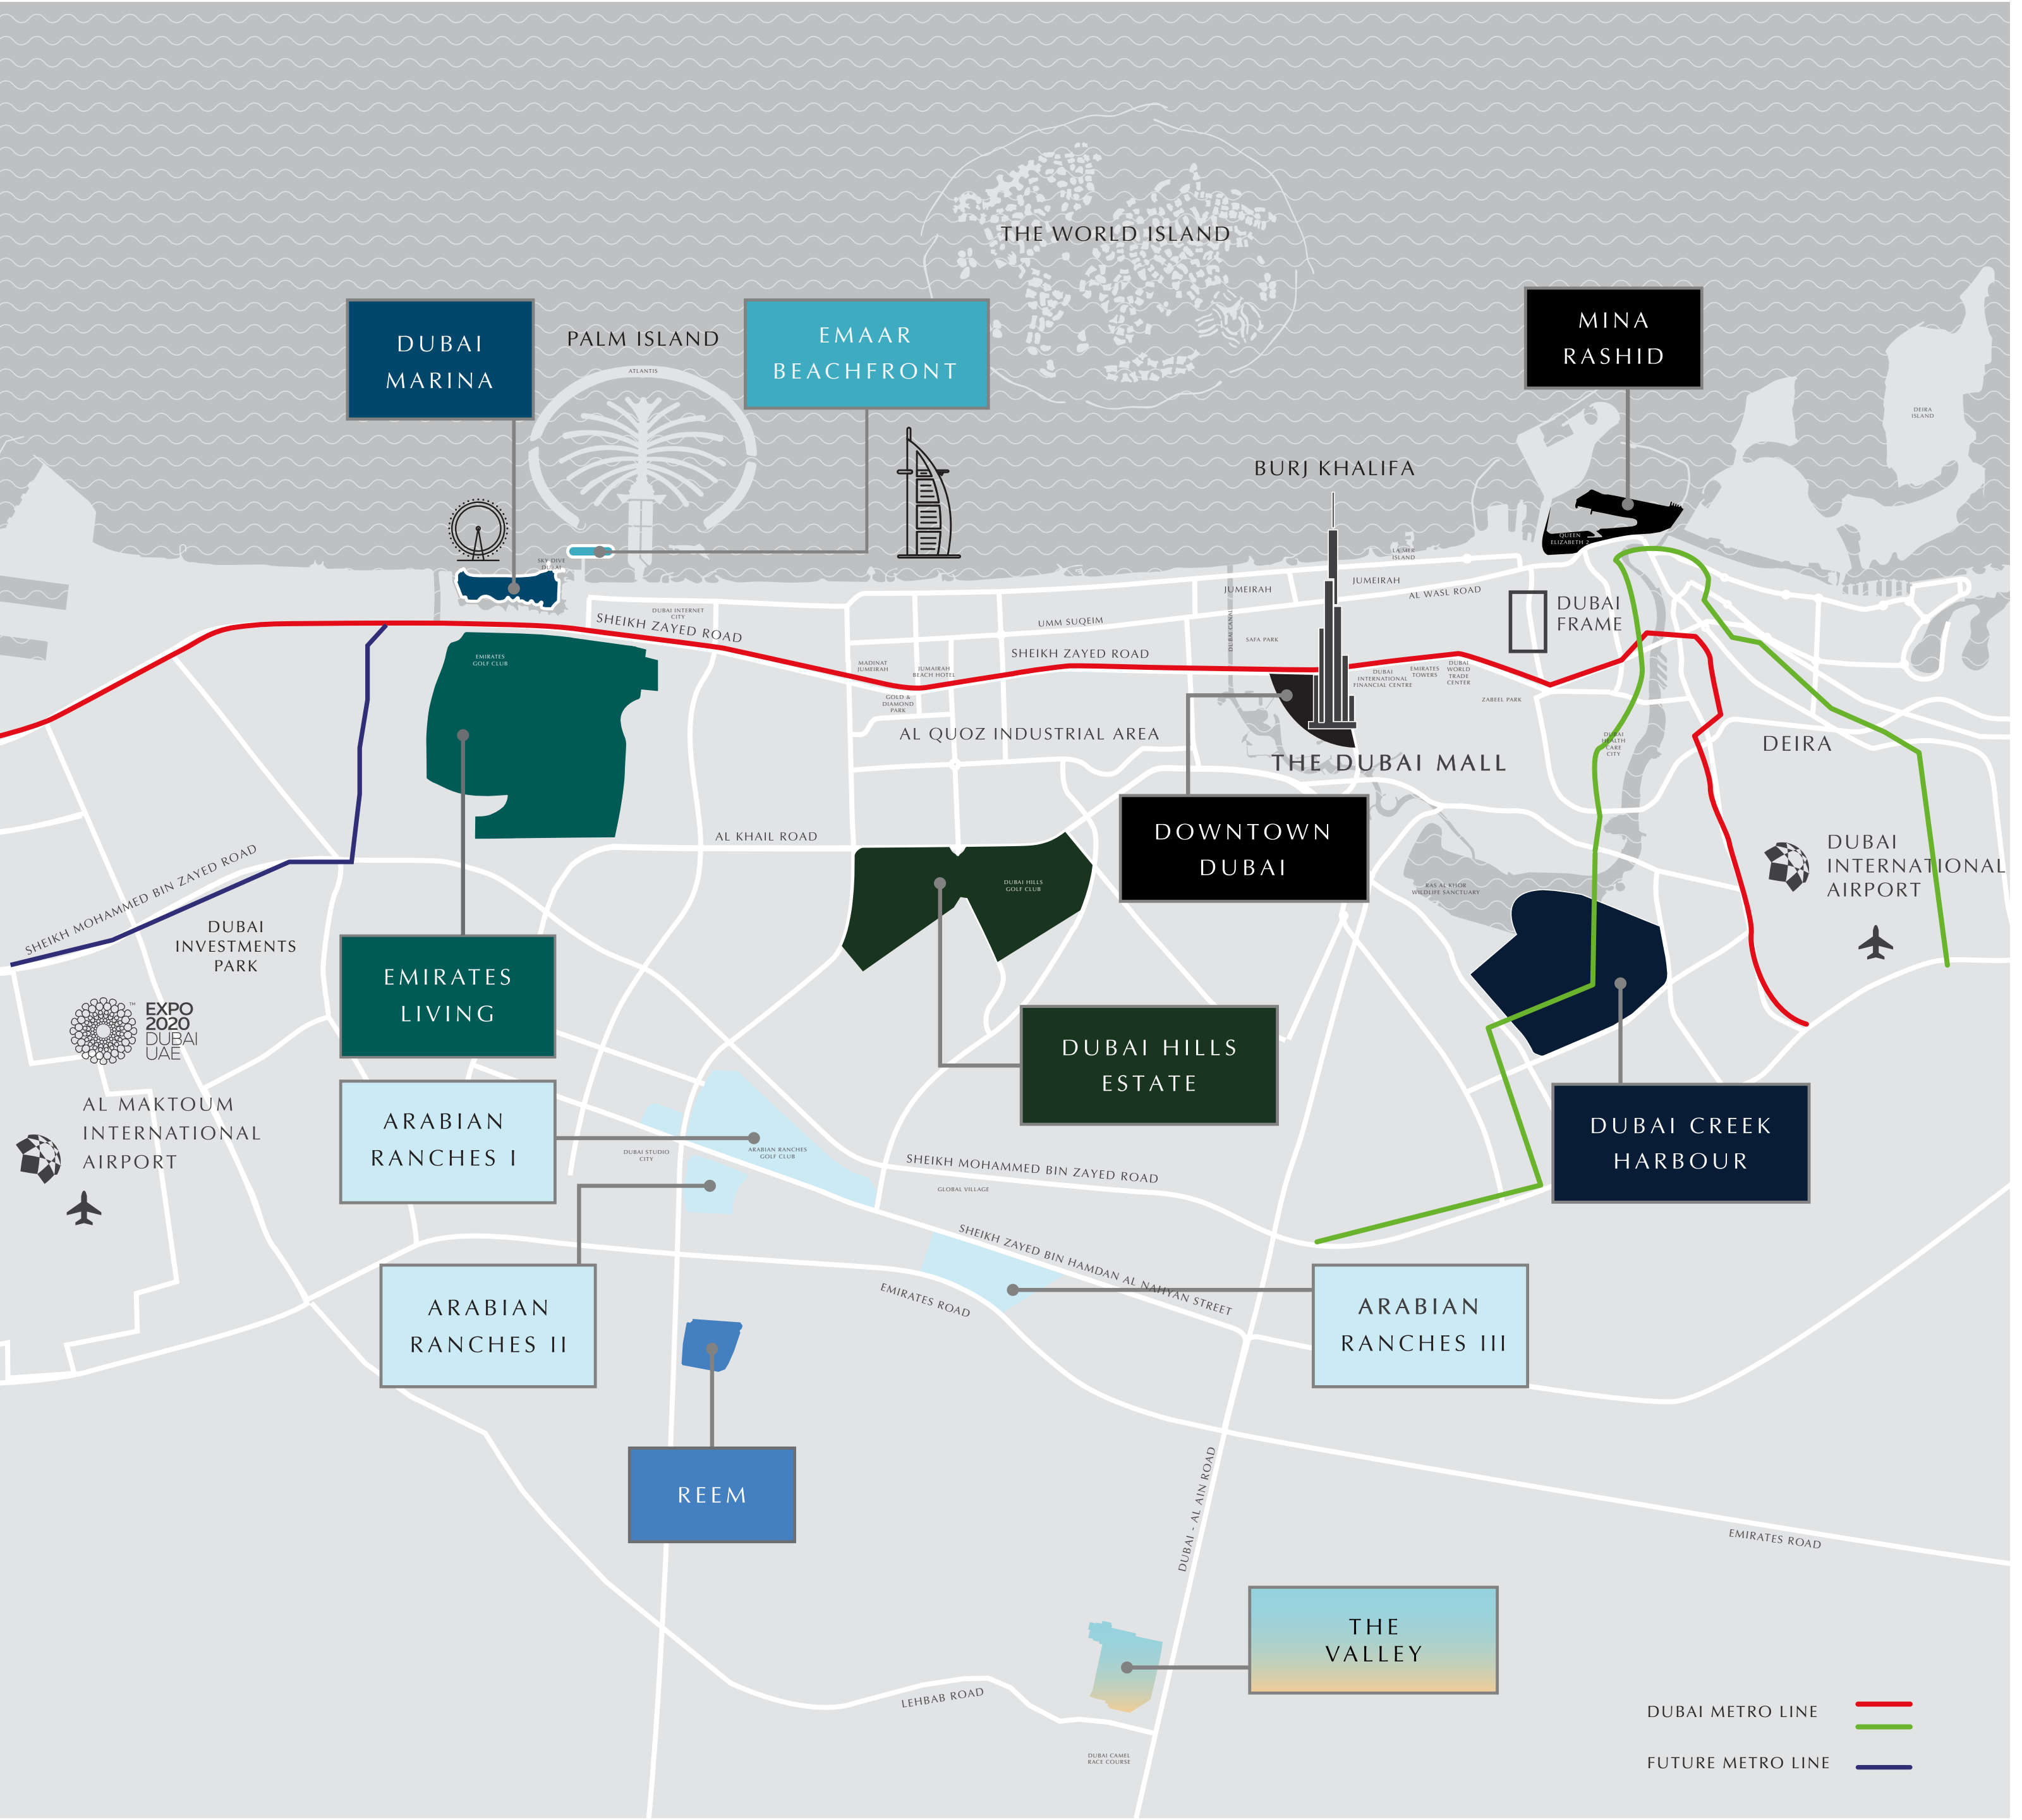 THE WORLD ISLAND
DUBAI
MARINA
PALM ISLAND
ATLANTIS
EMAAR
BEACHFRONT
MINA
RASHID
DEIRA
ISLAND
BURJ KHALIFA
QUEEN
ELIZABETH 2
SKY DIVE
DUBAI
LA MER
ISLAND
JUMEIRAH
JUMEIRAH
AL WASL ROAD
DUBAI
FRAME
DUBAI INTERNET
CITY
SHEIKH ZAYED ROAD
UMM SUQEIM
DUBAI CANAL
SAFA PARK
SHEIKH ZAYED ROAD
EMIRATES
GOLF CLUB
MADINAT
JUMEIRAH
JUMAIRAH
BEACH HOTEL
GOLD &
DIAMOND
PARK
DUBAI
INTERNATIONAL
FINANCIAL CENTRE
EMIRATES
TOWERS
DUBAI
WORLD
TRADE
CENTER
ZABEEL PARK
AL QUOZ INDUSTRIAL AREA
THE DUBAI MALL
DUBAI
HEALTH
CARE
CITY
DEIRA
DOWNTOWN
DUBAI
AL KHAIL ROAD
DUBAI
INTERNATIONAL
AIRPORT
SHEIKH MOHAMMED BIN ZAYED ROAD
DUBAI HILLS
GOLF CLUB
RAS AL KHOR
WILDLIFE SANCTUARY
DUBAI
INVESTMENTS
PARK
EMIRATES
LIVING
™
EXPO
2020
DUBAI
UAE
DUBAI HILLS
ESTATE
AL MAKTOUM
INTERNATIONAL
AIRPORT
ARABIAN
RANCHES I
DUBAI STUDIO
CITY
ARABIAN RANCHES
GOLF CLUB
DUBAI CREEK
HARBOUR
SHEIKH MOHAMMED BIN ZAYED ROAD
GLOBAL VILLAGE
SHEIKH ZAYED BIN HAMDAN AL NAHYAN STREET
EMIRATES ROAD
ARABIAN
RANCHES II
ARABIAN
RANCHES III
REEM
DUBAI - AL AIN ROAD
EMIRATES ROAD
THE
VALLEY
LEHBAB ROAD
DUBAI CAMEL
RACE COURSE
DUBAI METRO LINE
FUTURE METRO LINE